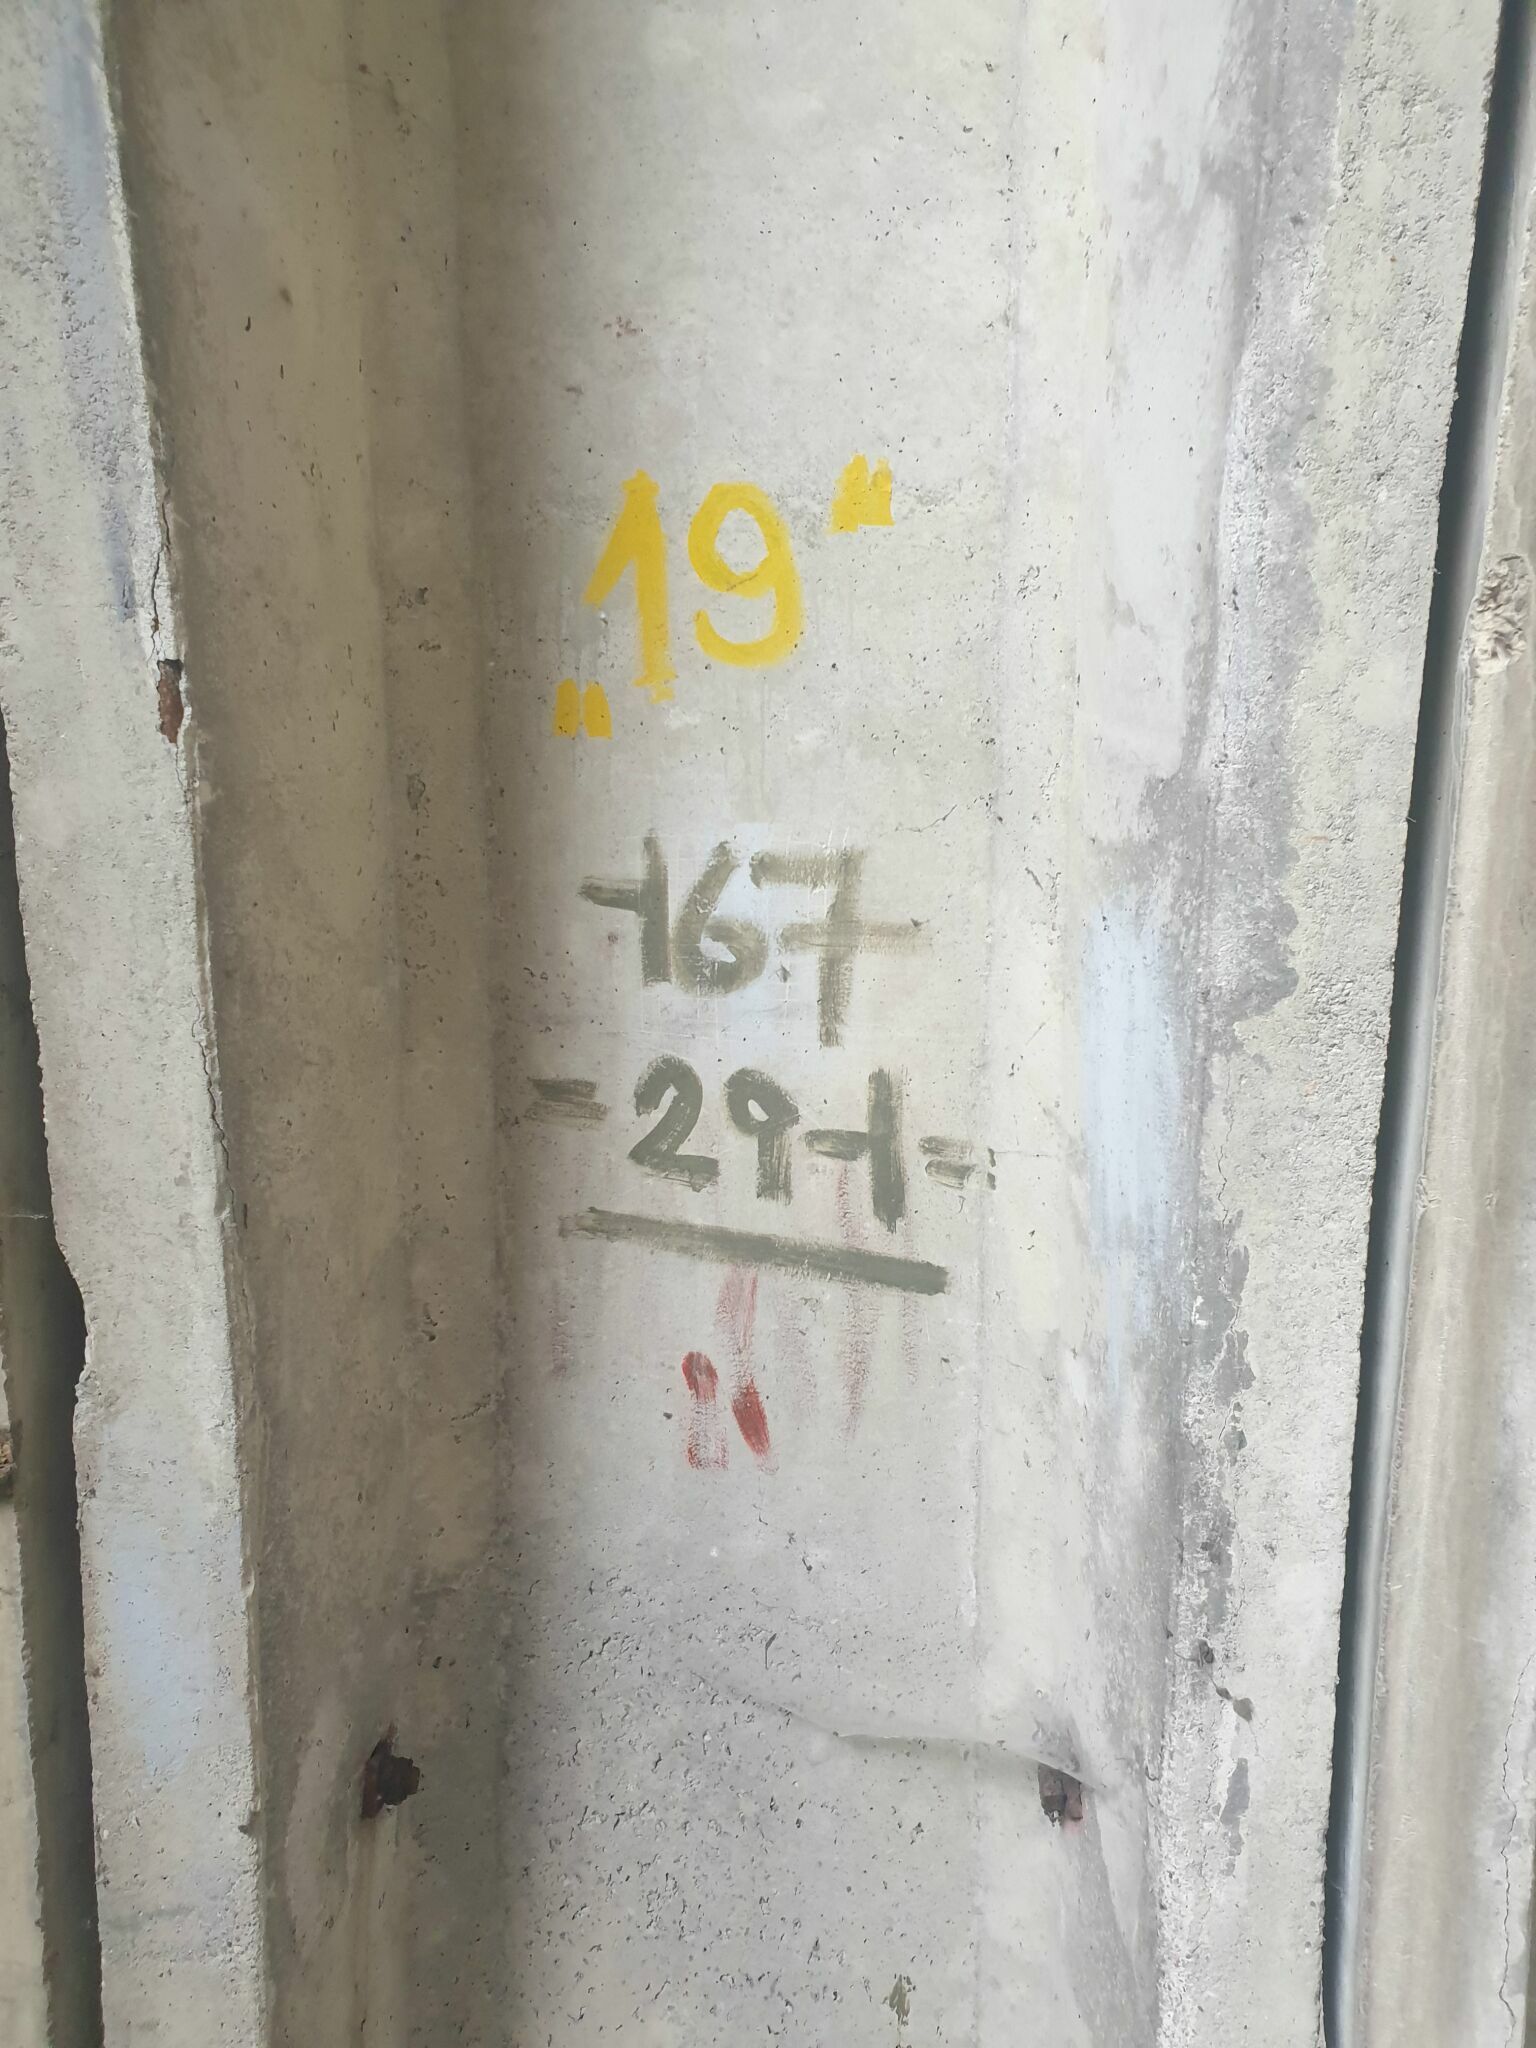 „19"
167
=291=